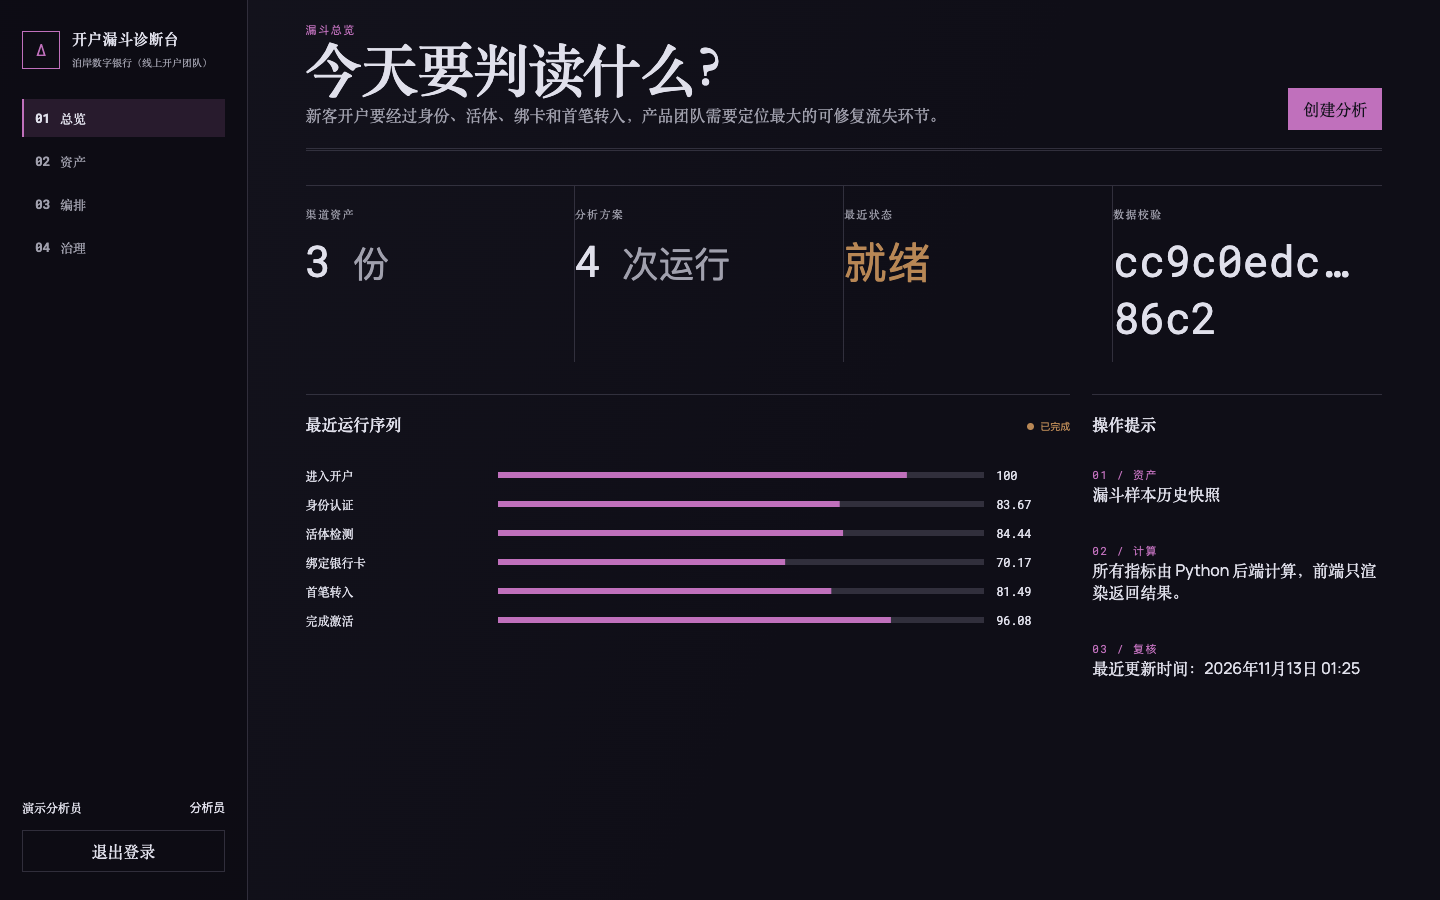 Δ
开户漏斗诊断台
泊岸数字银行（线上开户团队）
01 总览
02 资产
03 编排
04 治理
演示分析员 分析员
退出登录
漏斗总览
今天要判读什么？
新客开户要经过身份、活体、绑卡和首笔转入，产品团队需要定位最大的可修复流失环节。
创建分析
渠道资产
3 份
分析方案
4 次运行
最近状态
就绪
数据校验
cc9c0edc…
86c2
最近运行序列
已完成
进入开户 100
身份认证 83.67
活体检测 84.44
绑定银行卡 70.17
首笔转入 81.49
完成激活 96.08
操作提示
01 / 资产
漏斗样本历史快照
02 / 计算
所有指标由 Python 后端计算，前端只渲
染返回结果。
03 / 复核
最近更新时间：2026年11月13日 01:25